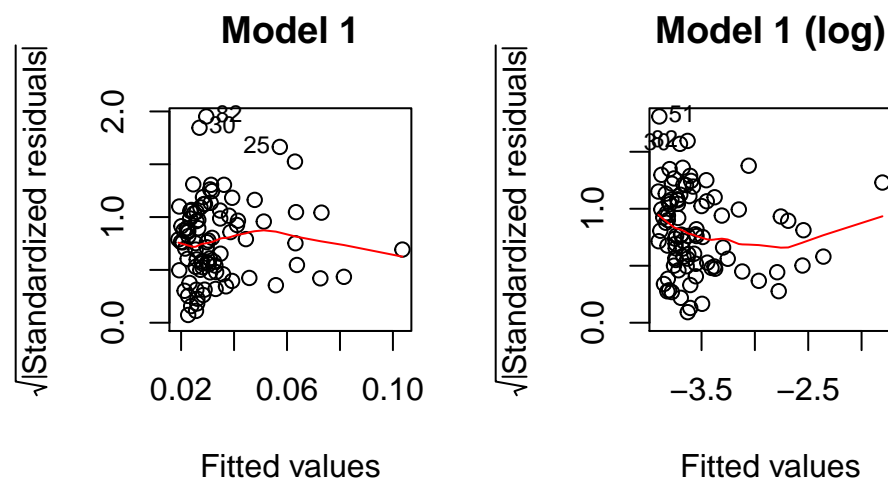 Model 1
√|Standardized residuals|
2.0
1.0
0.0
30
25
0.02
0.06
0.10
Fitted values
Model 1 (log)
√|Standardized residuals|
1.0
0.0
51
−3.5
−2.5
Fitted values